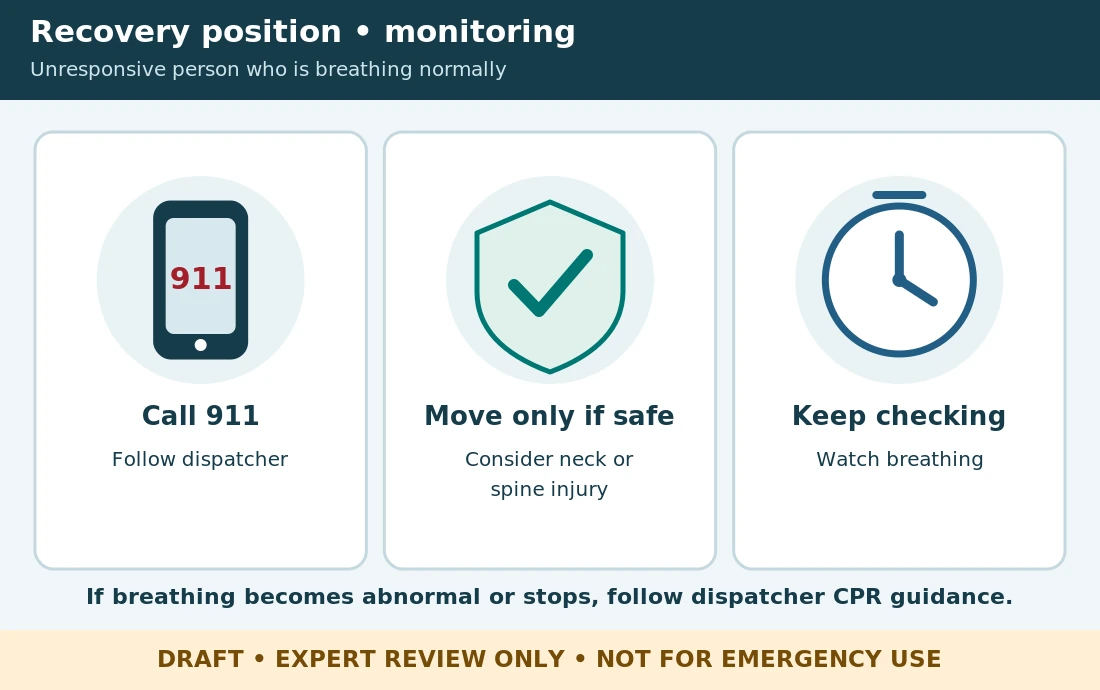 Recovery position • monitoring
Unresponsive person who is breathing normally
911
Call 911
Follow dispatcher
Move only if safe
Consider neck or
spine injury
Keep checking
Watch breathing
If breathing becomes abnormal or stops, follow dispatcher CPR guidance.
DRAFT • EXPERT REVIEW ONLY • NOT FOR EMERGENCY USE